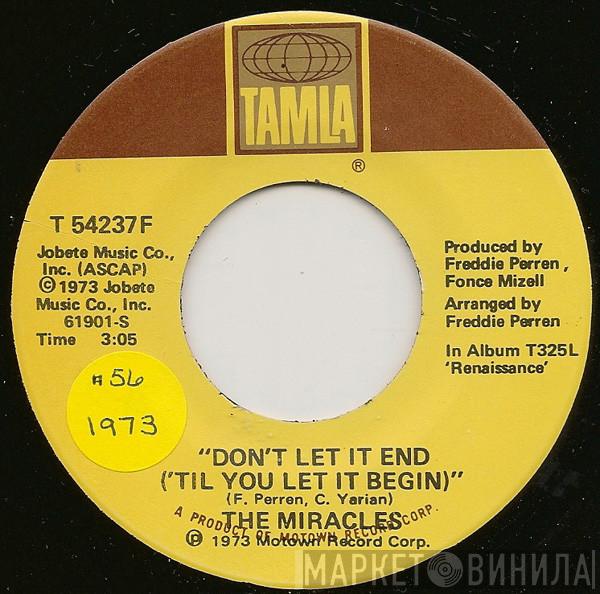 TAMLA
®
T 54237F
Jobete Music Co.,
Inc. (ASCAP)
© 1973 Jobete
Music Co., Inc.
61901-S
Time 3:05
Produced by
Freddie Perren,
Fonce Mizell
Arranged by
Freddie Perren
In Album T325L
'Renaissance'
#56
1973
"DON'T LET IT END
('TIL YOU LET IT BEGIN)"
(F. Perren, C. Yarian)
THE MIRACLES
A PRODUCT OF MOTOWN RECORD CORP.
℗ 1973 Motown Record Corp.
МАРКЕТ ВИНИЛА